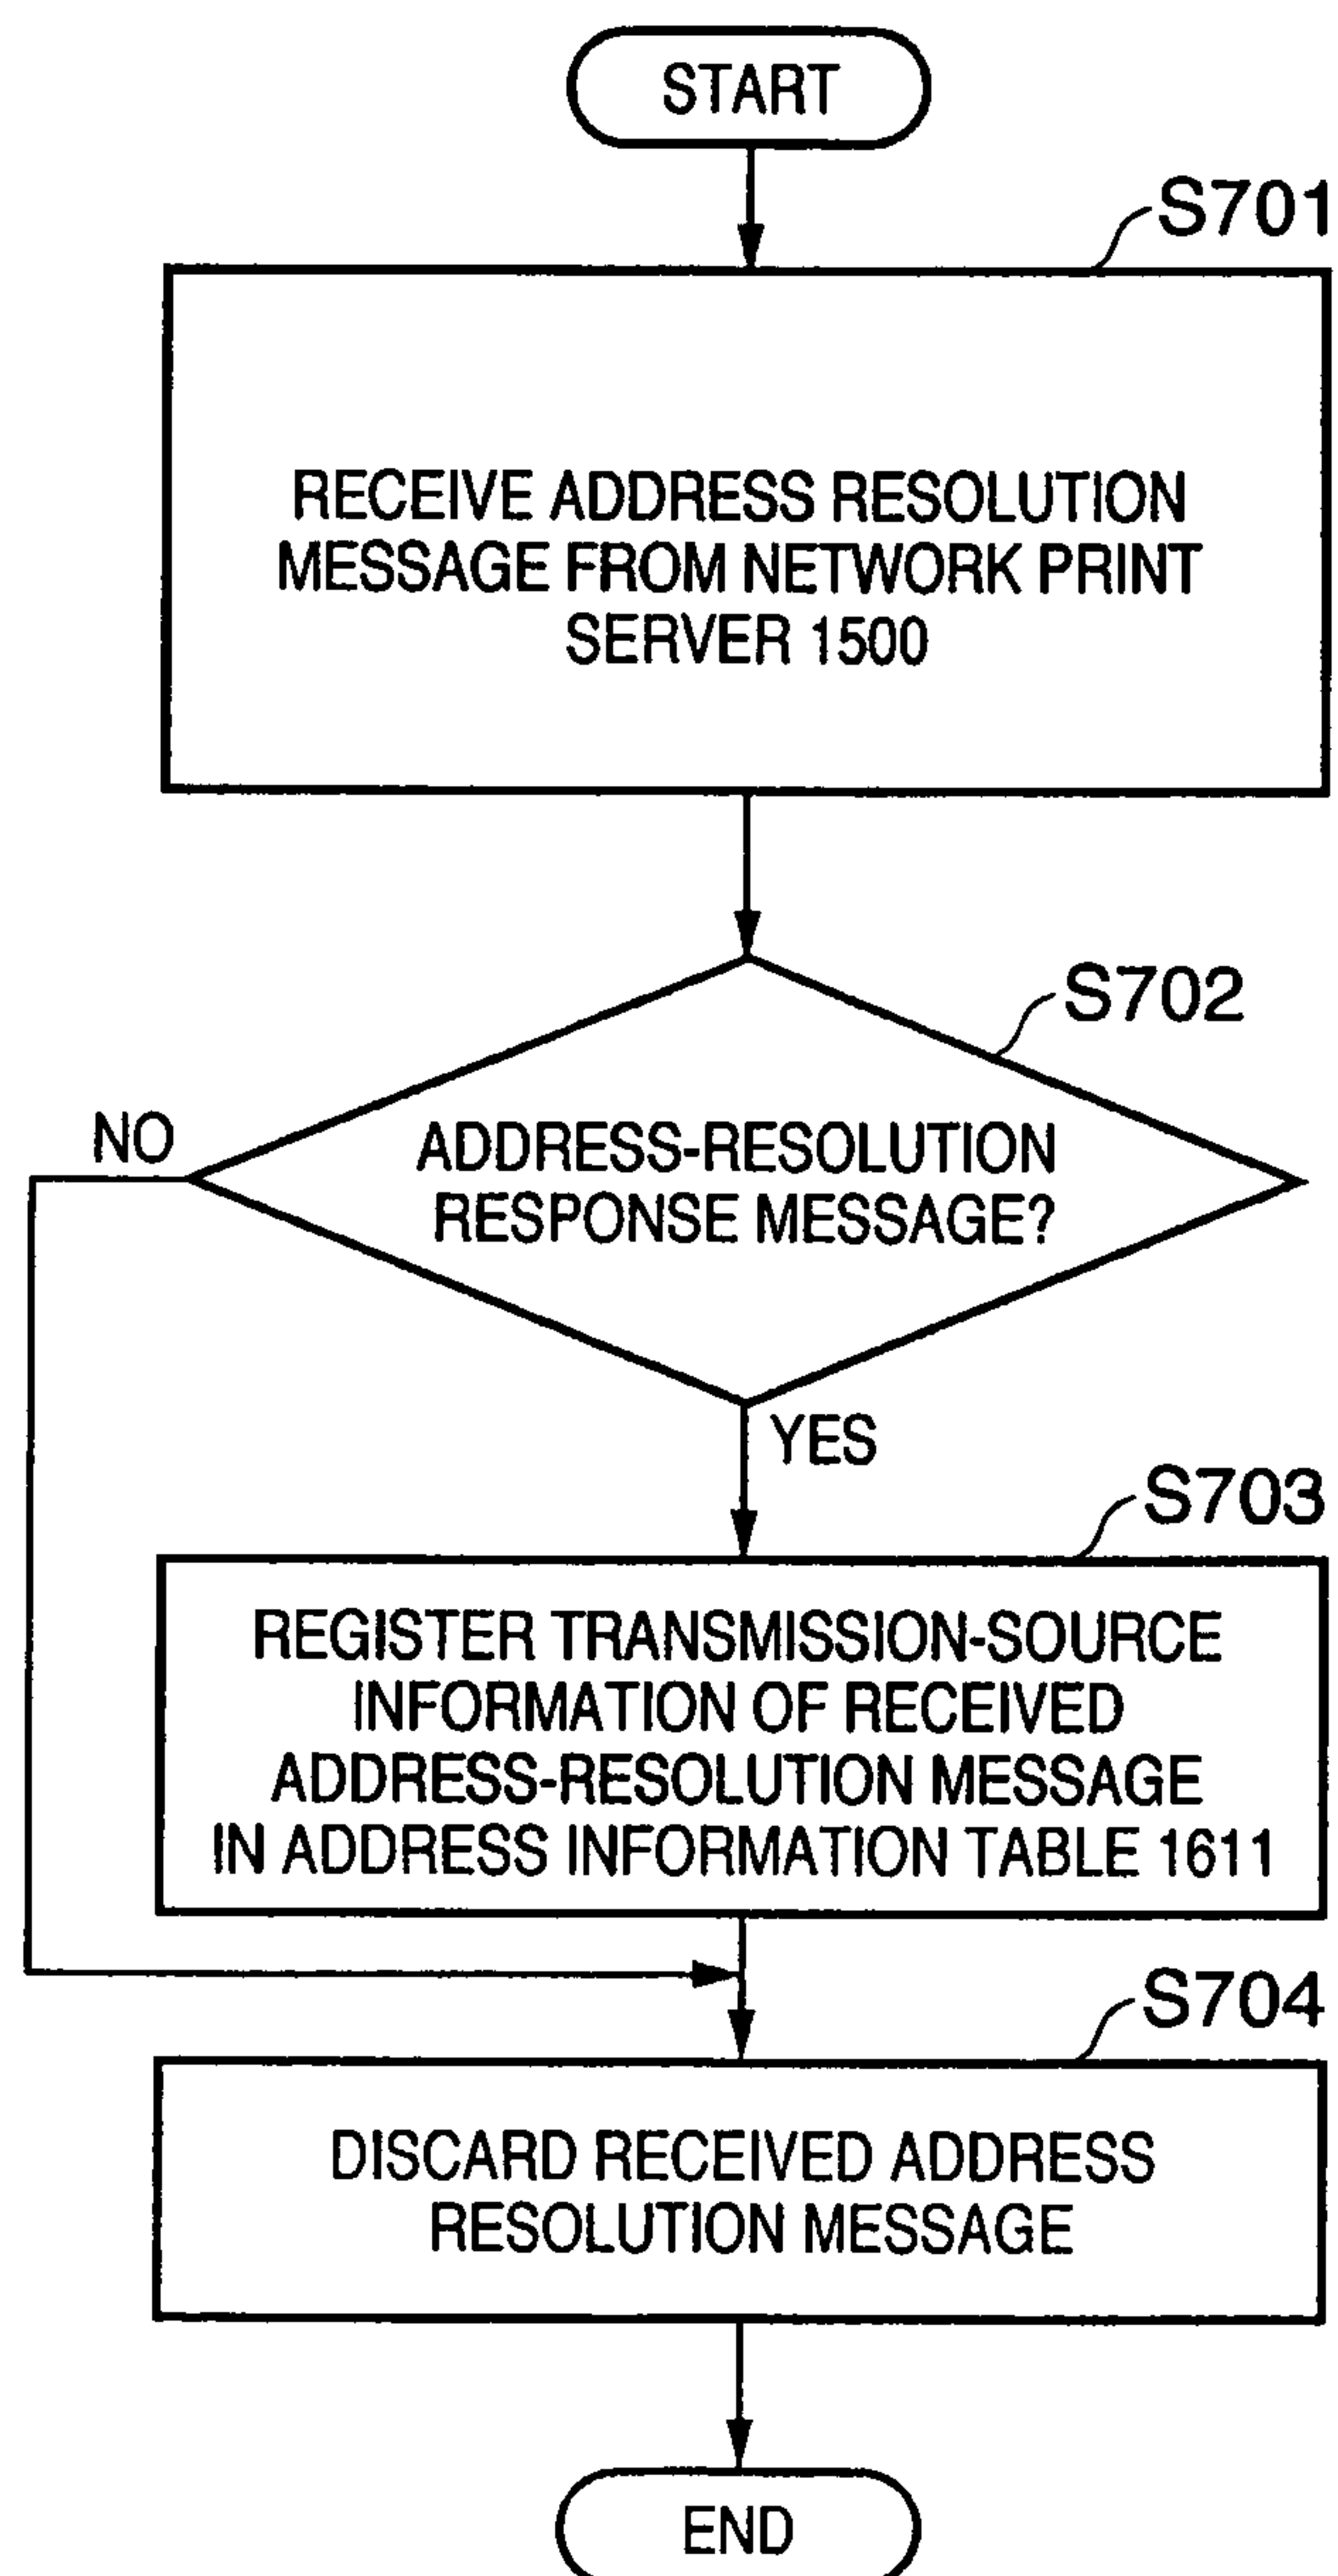 START
S701
RECEIVE ADDRESS RESOLUTION
MESSAGE FROM NETWORK PRINT
SERVER 1500
S702
NO
ADDRESS-RESOLUTION
RESPONSE MESSAGE?
YES
S703
REGISTER TRANSMISSION-SOURCE
INFORMATION OF RECEIVED
ADDRESS-RESOLUTION MESSAGE
IN ADDRESS INFORMATION TABLE 1611
S704
DISCARD RECEIVED ADDRESS
RESOLUTION MESSAGE
END